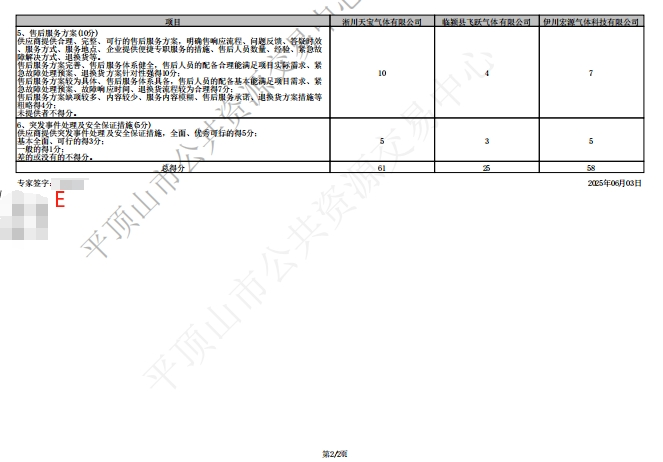 项目 淅川天宝气体有限公司 临颍县飞跃气体有限公司 伊川宏源气体科技有限公司
5、售后服务方案(10分)
供应商提供合理、完整、可行的售后服务方案，明确售响应流程、问题反馈、答疑时效
、服务方式、服务地点、企业提供便捷专职服务的措施、售后人员数量、经验、紧急故
障解决方式、退换货等。
售后服务方案完善、售后服务体系健全，售后人员的配备合理能满足项目实际需求、紧
急故障处理预案、退换货方案针对性强得10分；
售后服务方案较为具体、售后服务体系具备，售后人员的配备基本能满足项目需求、紧
急故障处理预案、故障响应时间、退换货流程较为合理得7分；
售后服务方案缺项较多、内容较少、服务内容模糊、售后服务承诺、退换货方案措施等
粗略得4分；
未提供者不得分。
10 4 7
6、突发事件处理及安全保证措施(5分)
供应商提供突发事件处理及安全保证措施，全面、优秀可行的得5分；
基本全面、可行的得3分；
一般的得1分；
差的或没有的不得分。
5 3 5
总得分 61 25 58
专家签字： 2025年06月03日
E
平顶山市公共资源交易中心
平顶山市公共资源交易中心
第2/2页